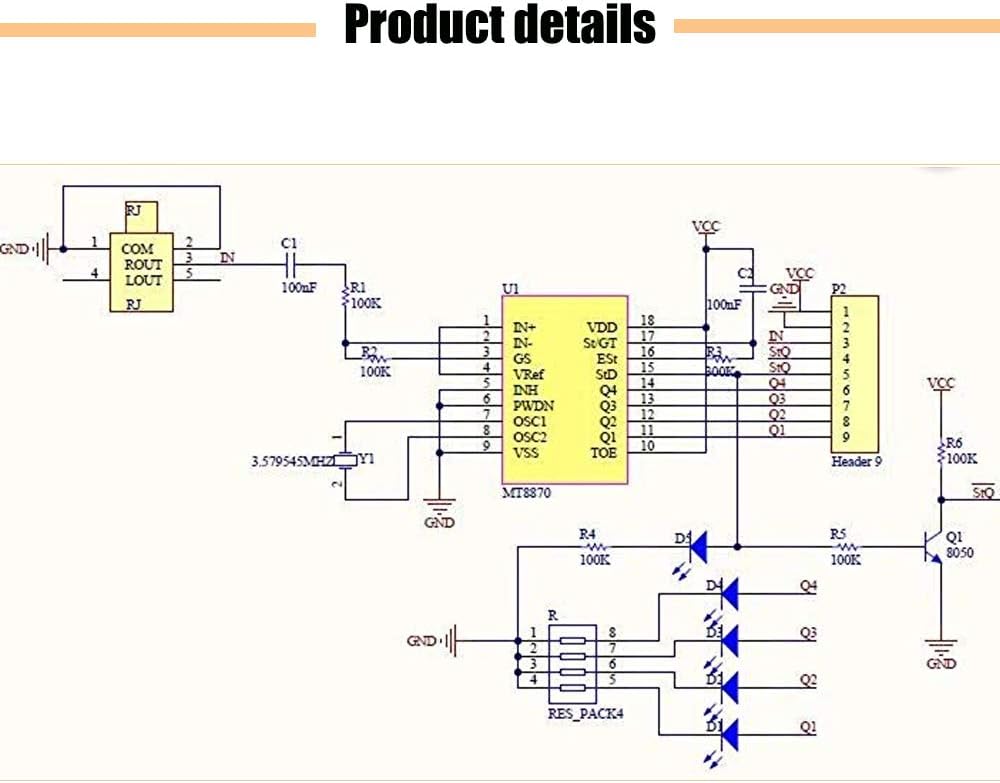 Product details
RJ
GND
1
COM
2
ROUT
3
IN
4
LOUT
5
RJ
C1
100nF
R1
100K
R2
100K
U1
1
IN+
2
IN-
3
GS
4
VRef
5
INH
6
PWDN
7
OSC1
8
OSC2
9
VSS
VDD
18
St/GT
17
ESt
16
StD
15
Q4
14
Q3
13
Q2
12
Q1
11
TOE
10
MT8870
1
3.579545MHZ
Y1
2
GND
VCC
C2
100nF
R3
300K
VCC
GND
P2
1
2
IN
3
StQ
4
StQ
5
Q4
6
Q3
7
Q2
8
Q1
9
Header 9
VCC
R6
100K
StQ
Q1
8050
GND
R4
100K
D5
R5
100K
D4
Q4
D3
Q3
D2
Q2
D1
Q1
GND
R
1
8
2
7
3
6
4
5
RES_PACK4